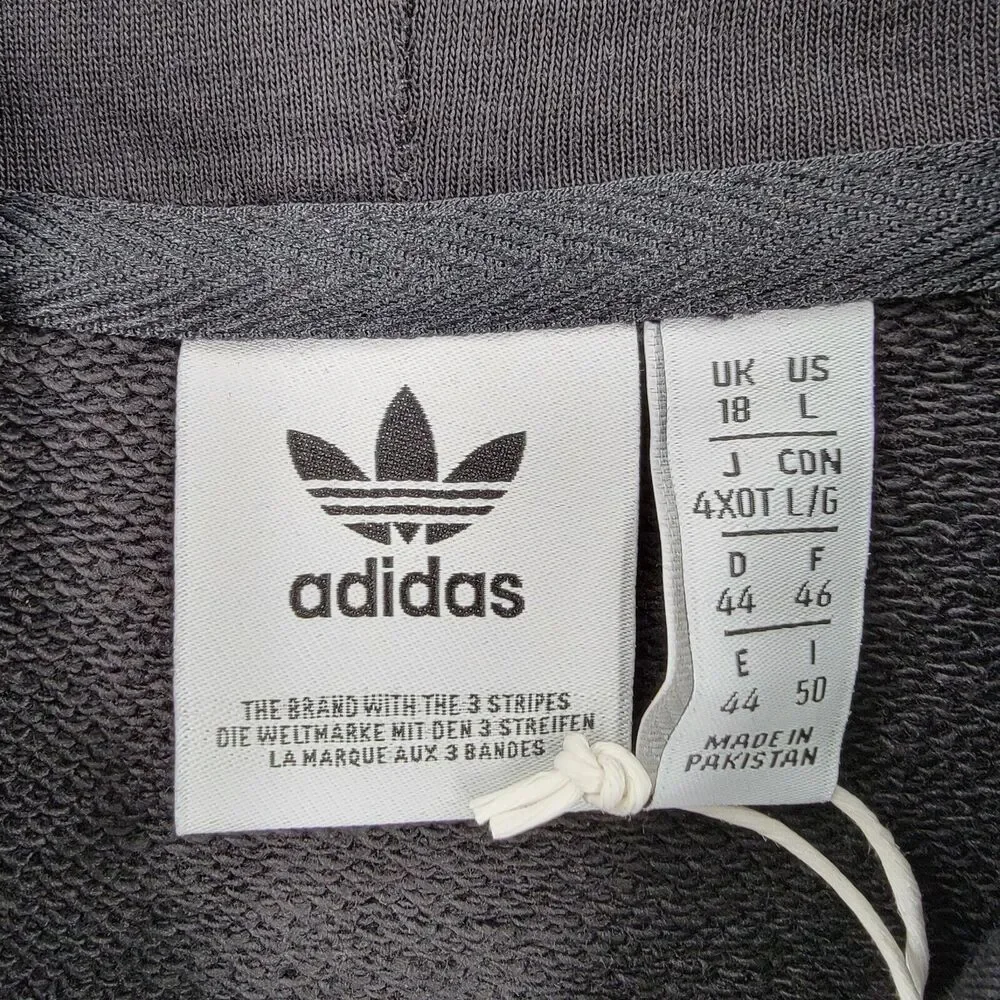 adidas
THE BRAND WITH THE 3 STRIPES
DIE WELTMARKE MIT DEN 3 STREIFEN
LA MARQUE AUX 3 BANDES
UK US
18 L
J CDN
4XOT L/G
D F
44 46
E I
44 50
MADE IN
PAKISTAN